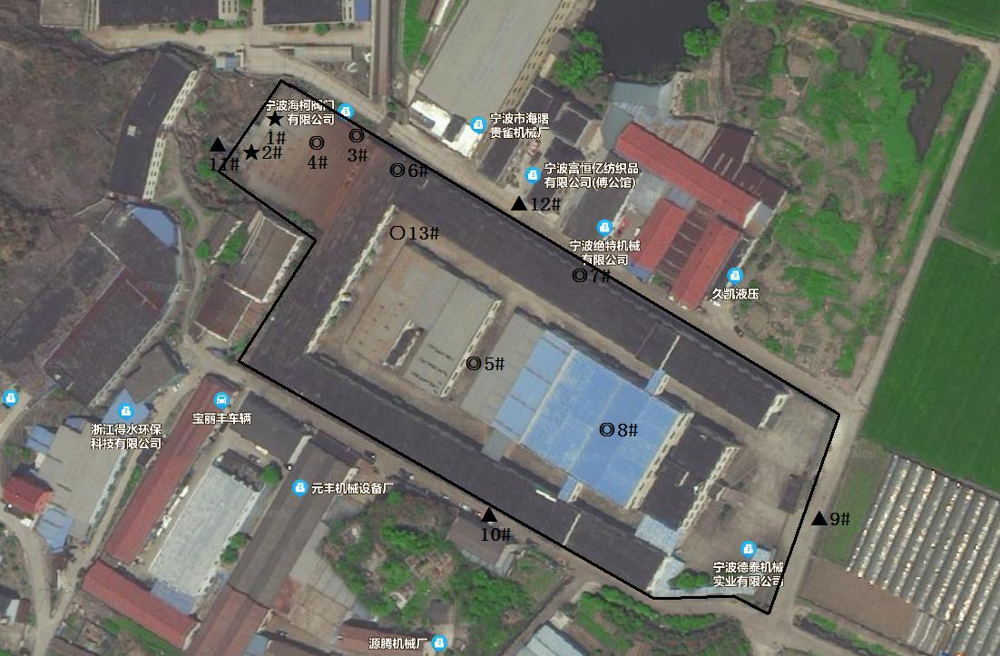 宁波海柯阀门
有限公司
★
1#
★2#
▲
11#
◎
4#
◎
3#
◎6#
宁波市海曙
贵雀机械厂
宁波富恒亿纺织品
有限公司(傅公馆)
▲12#
○13#
宁波绝特机械
有限公司
◎7#
久凯液压
◎5#
宝丽丰车辆
浙江得水环保
科技有限公司
◎8#
元丰机械设备厂
▲
10#
▲9#
宁波德泰机械
实业有限公司
源腾机械厂